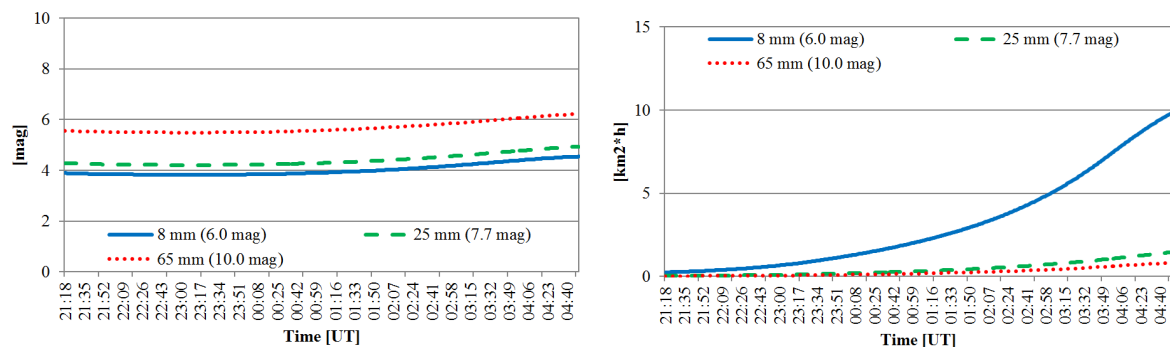 10
8
6
4
2
0
[mag]
8 mm (6.0 mag) 25 mm (7.7 mag)
65 mm (10.0 mag)
21:18 21:35 21:52 22:09 22:26 22:43 23:00 23:17 23:34 23:51 00:08 00:25 00:42 00:59 01:16 01:33 01:50 02:07 02:24 02:41 02:58 03:15 03:32 03:49 04:06 04:23 04:40
Time [UT]
15
10
5
0
[km2*h]
8 mm (6.0 mag) 25 mm (7.7 mag)
65 mm (10.0 mag)
21:18 21:35 21:52 22:09 22:26 22:43 23:00 23:17 23:34 23:51 00:08 00:25 00:42 00:59 01:16 01:33 01:50 02:07 02:24 02:41 02:58 03:15 03:32 03:49 04:06 04:23 04:40
Time [UT]